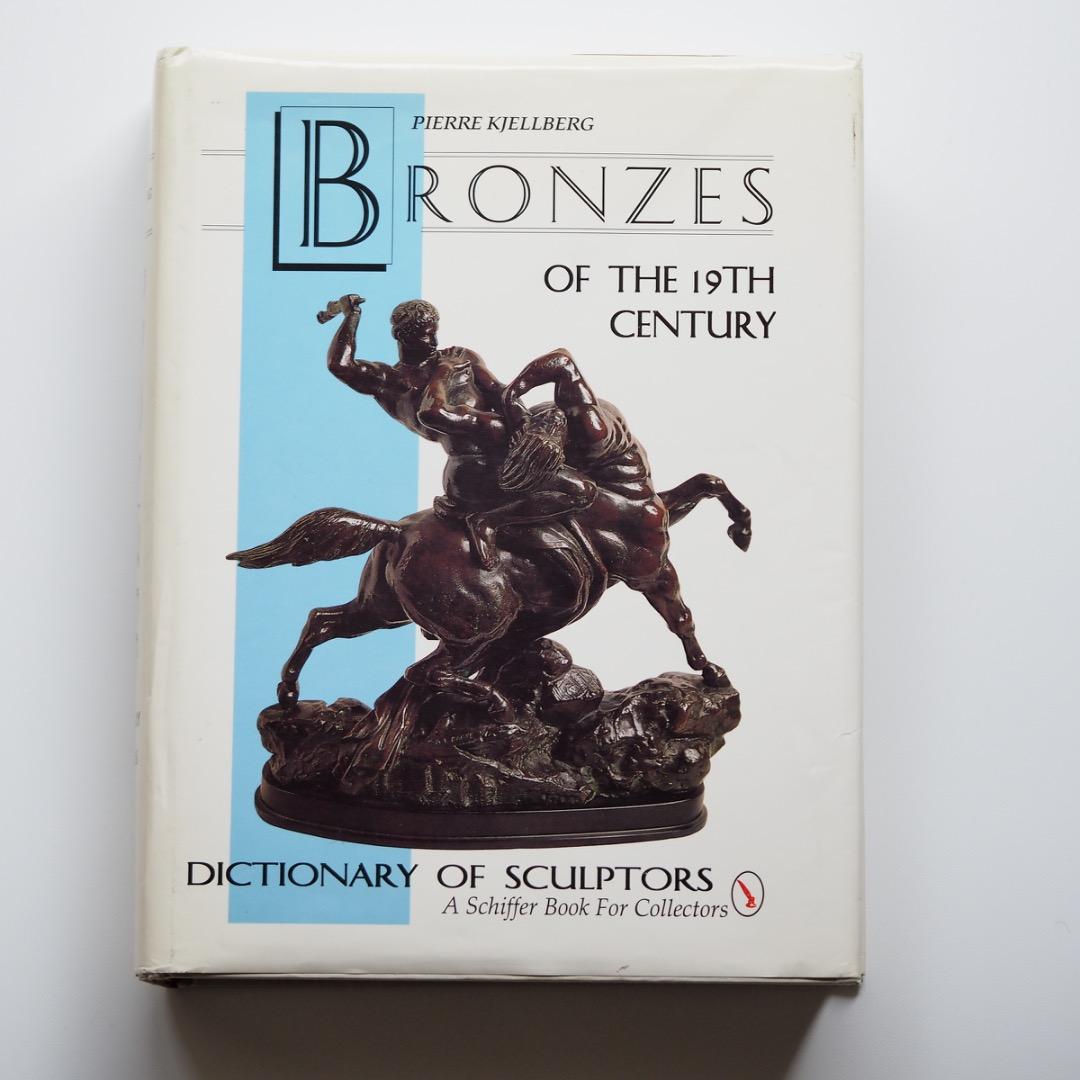 PIERRE KJELLBERG
BRONZES
OF THE 19TH
CENTURY
DICTIONARY OF SCULPTORS
A Schiffer Book For Collectors